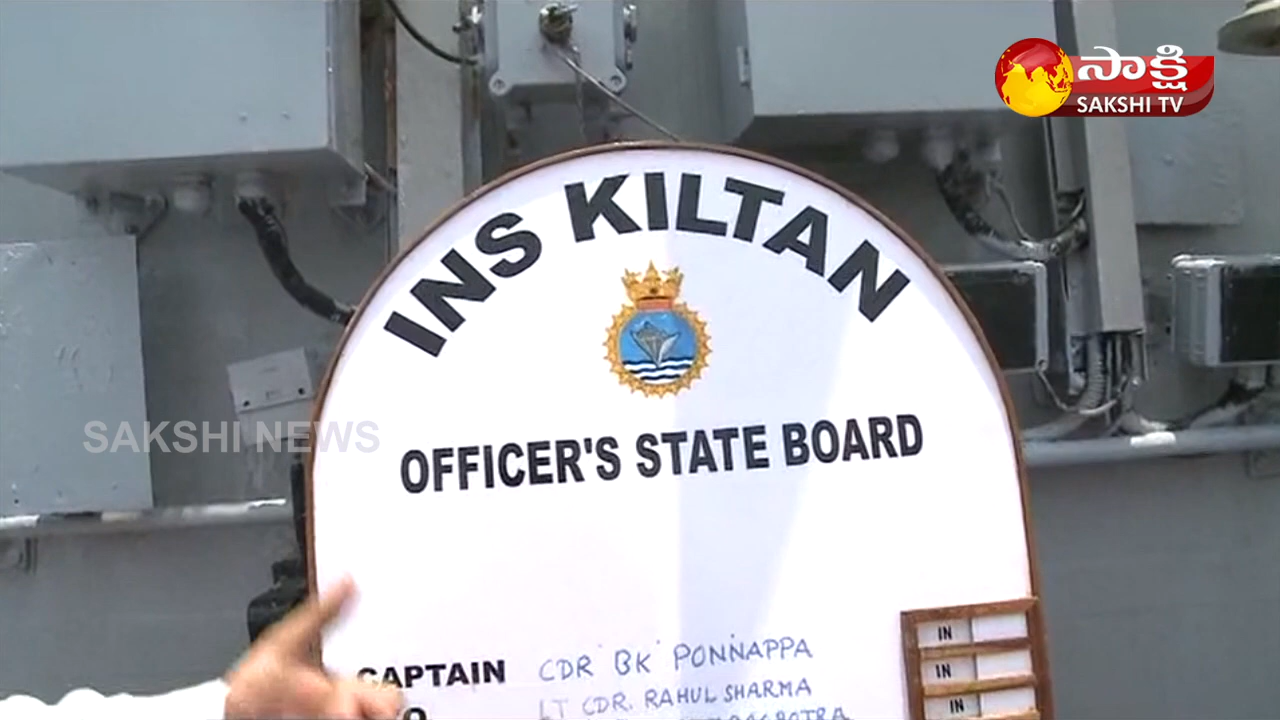 సాక్షి
SAKSHI TV
INS KILTAN
SAKSHI NEWS
OFFICER'S STATE BOARD
IN
CAPTAIN CDR BK PONNAPPA
IN
LT CDR. RAHUL SHARMA
IN